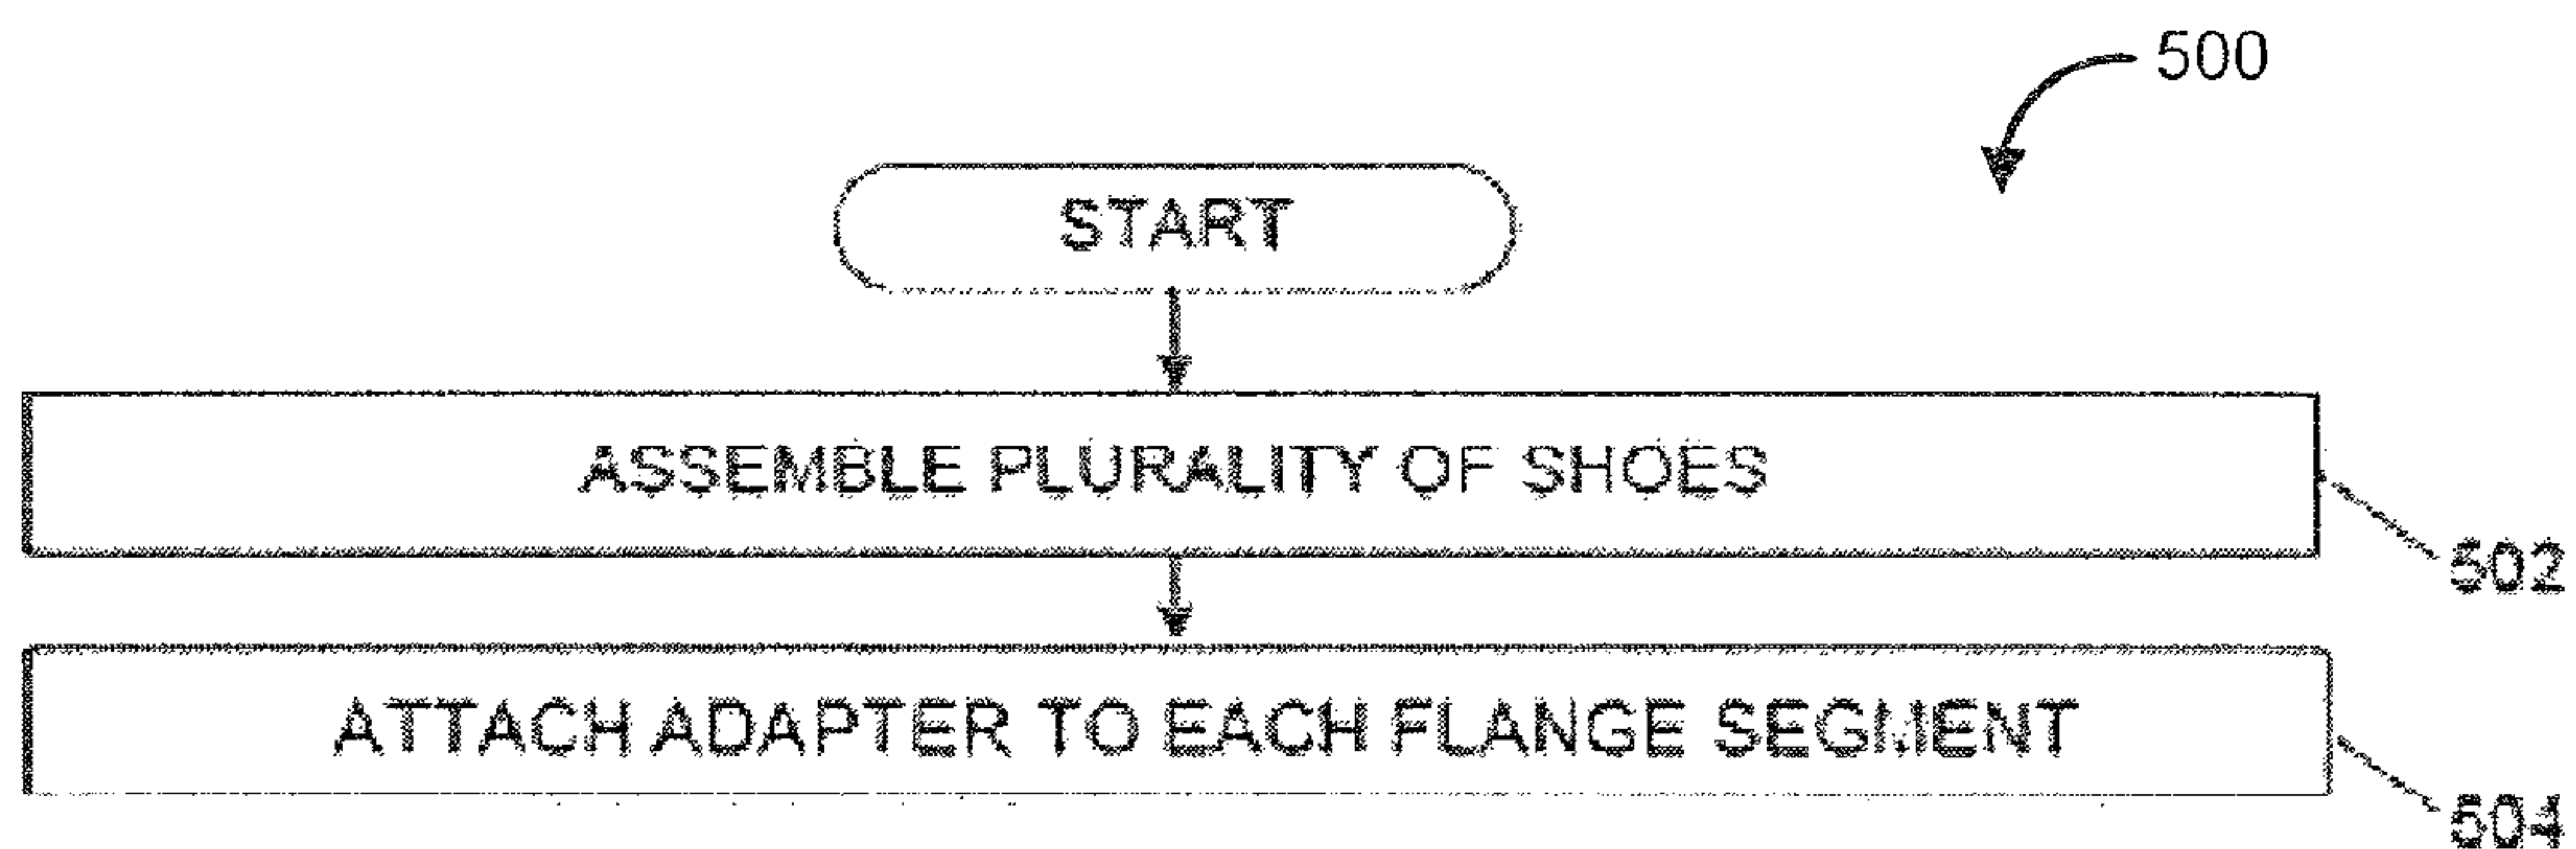 500
START
ASSEMBLE PLURALITY OF SHOES
502
ATTACH ADAPTER TO EACH FLANGE SEGMENT
504